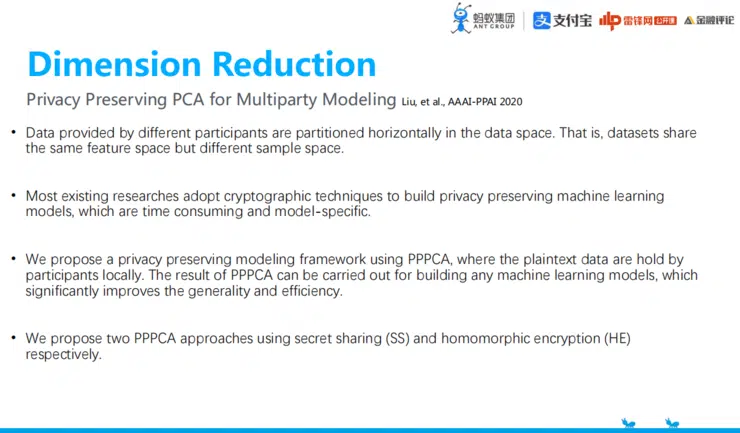 蚂蚁集团
ANT GROUP
支付宝
雷锋网
公开课
金融评论
Dimension Reduction
Privacy Preserving PCA for Multiparty Modeling Liu, et al., AAAI-PPAI 2020
• Data provided by different participants are partitioned horizontally in the data space. That is, datasets share
the same feature space but different sample space.
• Most existing researches adopt cryptographic techniques to build privacy preserving machine learning
models, which are time consuming and model-specific.
• We propose a privacy preserving modeling framework using PPPCA, where the plaintext data are hold by
participants locally. The result of PPPCA can be carried out for building any machine learning models, which
significantly improves the generality and efficiency.
• We propose two PPPCA approaches using secret sharing (SS) and homomorphic encryption (HE)
respectively.